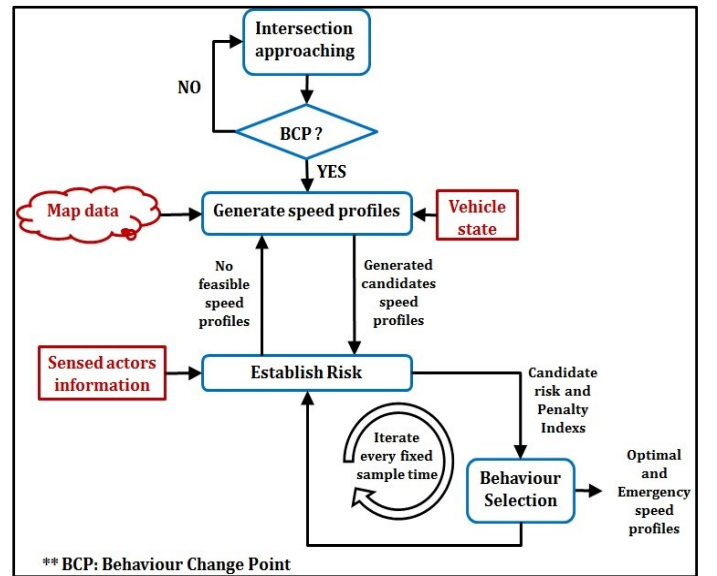 Intersection
approaching
NO
BCP ?
YES
Map data
Generate speed profiles
Vehicle
state
No
feasible
speed
profiles
Generated
candidates
speed
profiles
Sensed actors
information
Establish Risk
Candidate
risk and
Penalty
Indexs
Iterate
every fixed
sample time
Behaviour
Selection
Optimal
and
Emergency
speed
profiles
** BCP: Behaviour Change Point